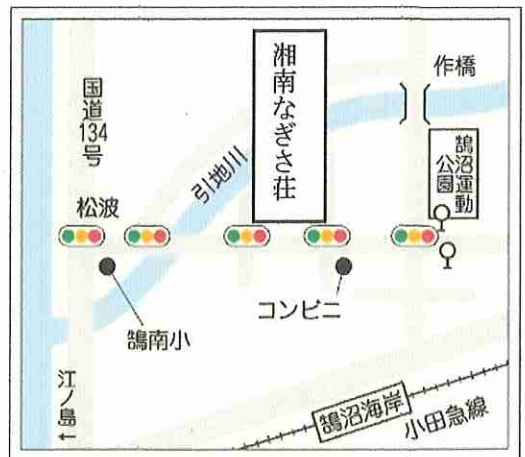 湘南なぎさ荘
作橋
国道134号
鵠沼運動
公園
引地川
松波
コンビニ
鵠南小
江ノ島←
鵠沼海岸
小田急線